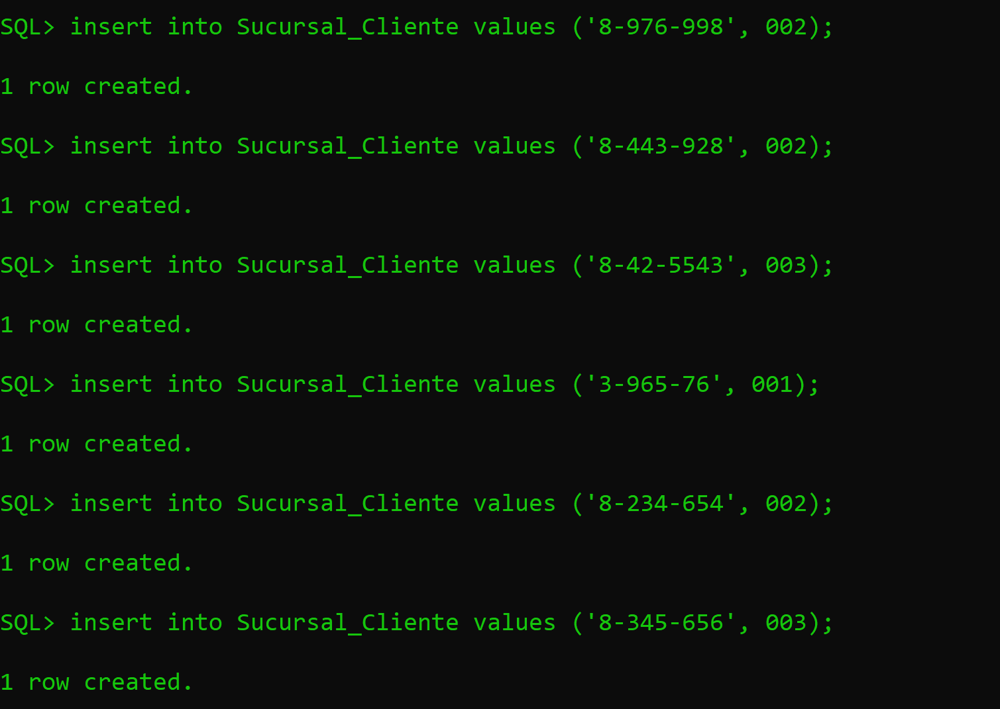 SQL> insert into Sucursal_Cliente values ('8-976-998', 002);
1 row created.
SQL> insert into Sucursal_Cliente values ('8-443-928', 002);
1 row created.
SQL> insert into Sucursal_Cliente values ('8-42-5543', 003);
1 row created.
SQL> insert into Sucursal_Cliente values ('3-965-76', 001);
1 row created.
SQL> insert into Sucursal_Cliente values ('8-234-654', 002);
1 row created.
SQL> insert into Sucursal_Cliente values ('8-345-656', 003);
1 row created.